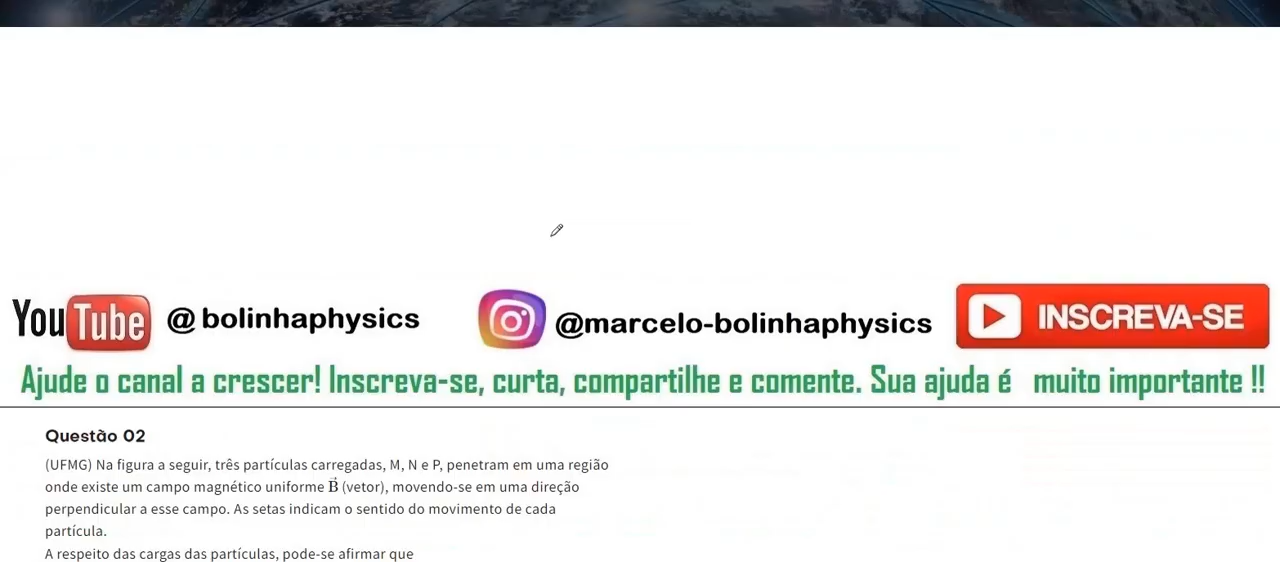 YouTube @bolinhaphysics @marcelo-bolinhaphysics INSCREVA-SE
Ajude o canal a crescer! Inscreva-se, curta, compartilhe e comente. Sua ajuda é muito importante !!
Questão 02
(UFMG) Na figura a seguir, três partículas carregadas, M, N e P, penetram em uma região
onde existe um campo magnético uniforme B⃗ (vetor), movendo-se em uma direção
perpendicular a esse campo. As setas indicam o sentido do movimento de cada
partícula.
A respeito das cargas das partículas, pode-se afirmar que